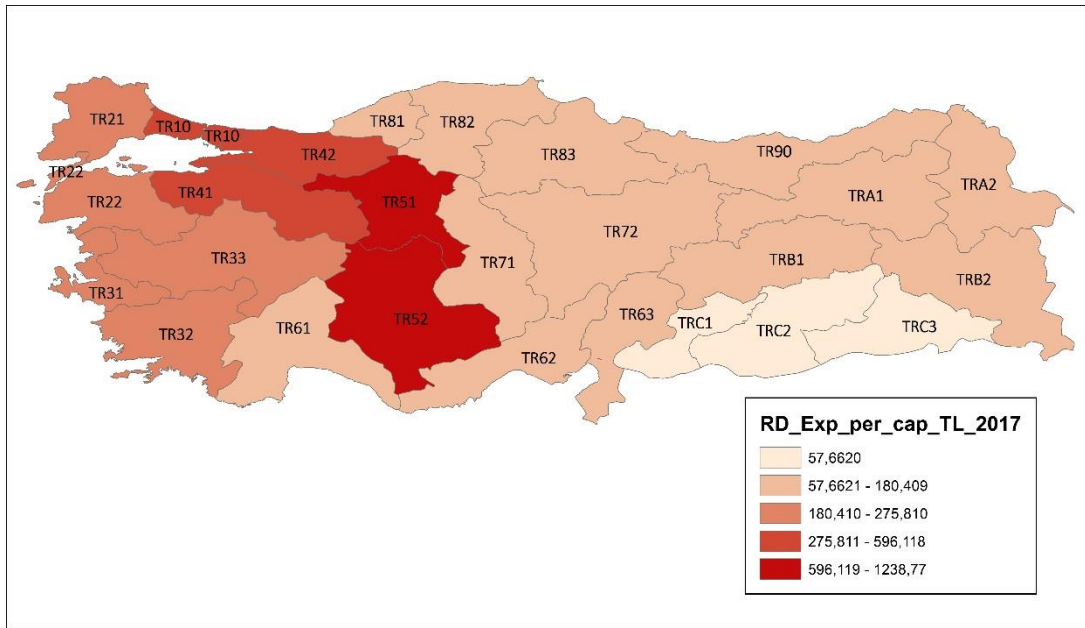 TR21
TR10
TR10
TR81
TR82
TR42
TR83
TR90
TRA2
TR22
TR22
TR41
TR51
TRA1
TR72
TR33
TR71
TRB1
TRB2
TR31
TR52
TR63
TRC1
TRC2
TRC3
TR32
TR61
TR62
RD_Exp_per_cap_TL_2017
57,6620
57,6621 - 180,409
180,410 - 275,810
275,811 - 596,118
596,119 - 1238,77